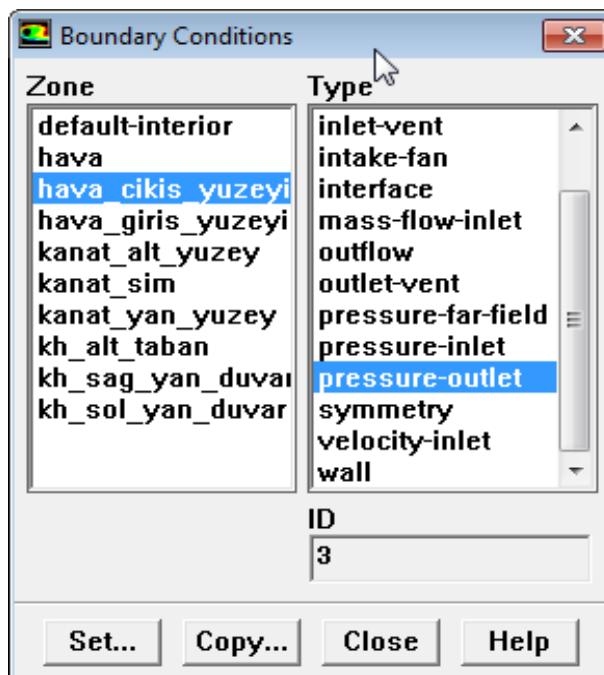 Boundary Conditions
Zone
default-interior
hava
hava_cikis_yuzeyi
hava_giris_yuzeyi
kanat_alt_yuzey
kanat_sim
kanat_yan_yuzey
kh_alt_taban
kh_sag_yan_duvar
kh_sol_yan_duvar
Type
inlet-vent
intake-fan
interface
mass-flow-inlet
outflow
outlet-vent
pressure-far-field
pressure-inlet
pressure-outlet
symmetry
velocity-inlet
wall
ID
3
Set... Copy... Close Help